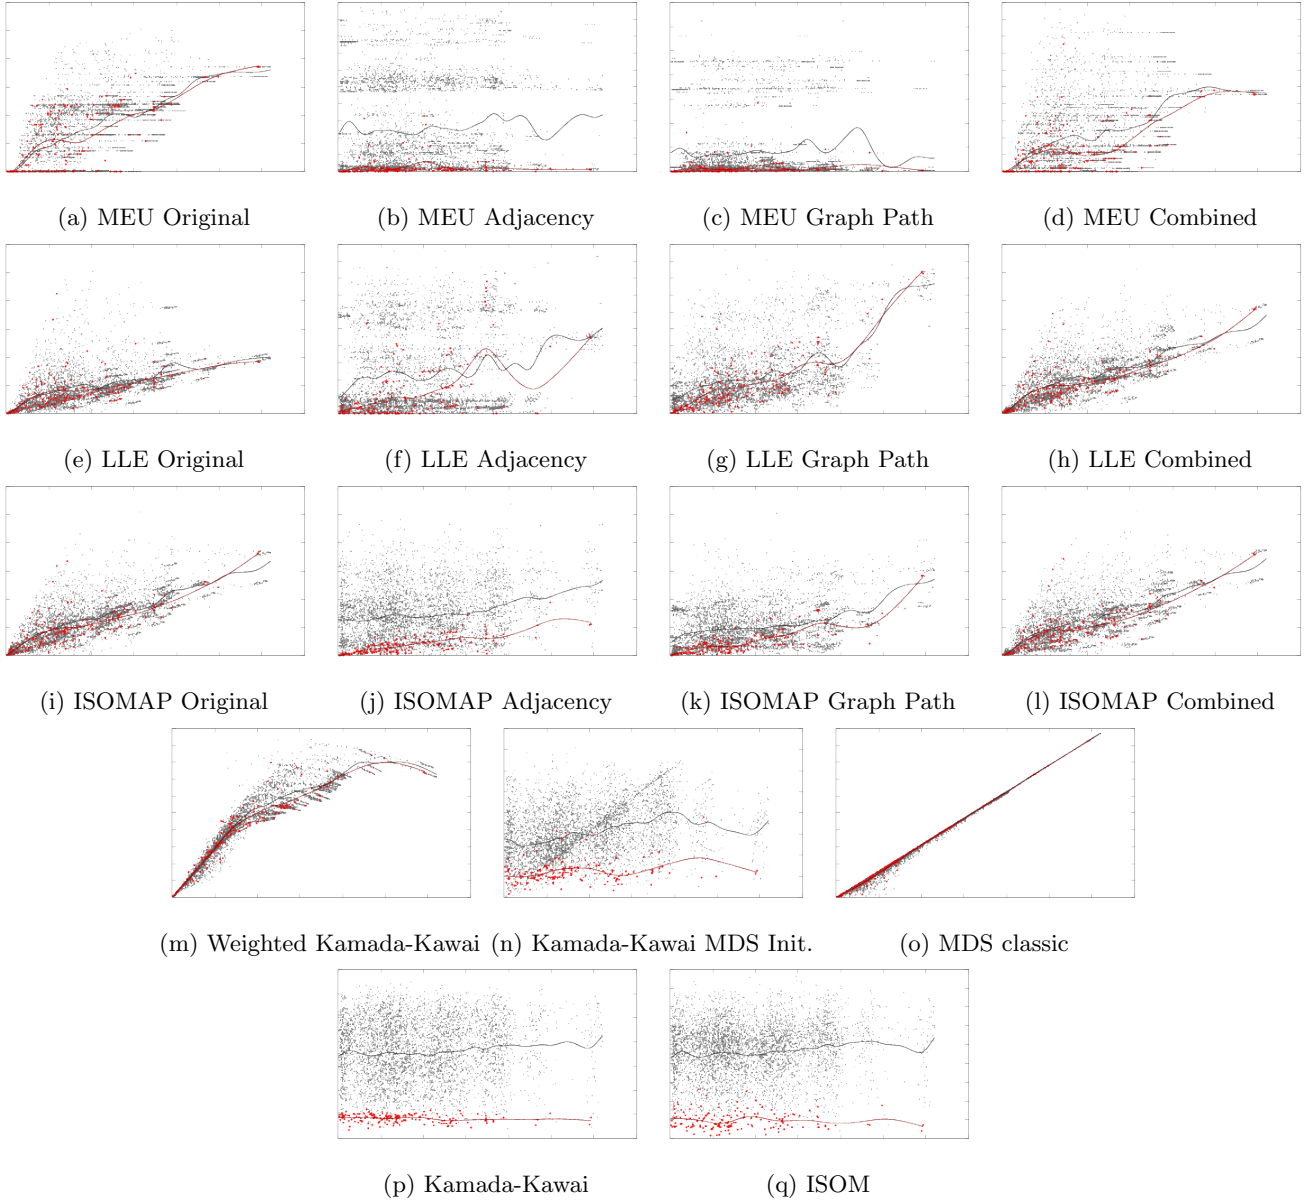 (a) MEU Original (b) MEU Adjacency (c) MEU Graph Path (d) MEU Combined
(e) LLE Original (f) LLE Adjacency (g) LLE Graph Path (h) LLE Combined
(i) ISOMAP Original (j) ISOMAP Adjacency (k) ISOMAP Graph Path (l) ISOMAP Combined
(m) Weighted Kamada-Kawai (n) Kamada-Kawai MDS Init. (o) MDS classic
(p) Kamada-Kawai (q) ISOM